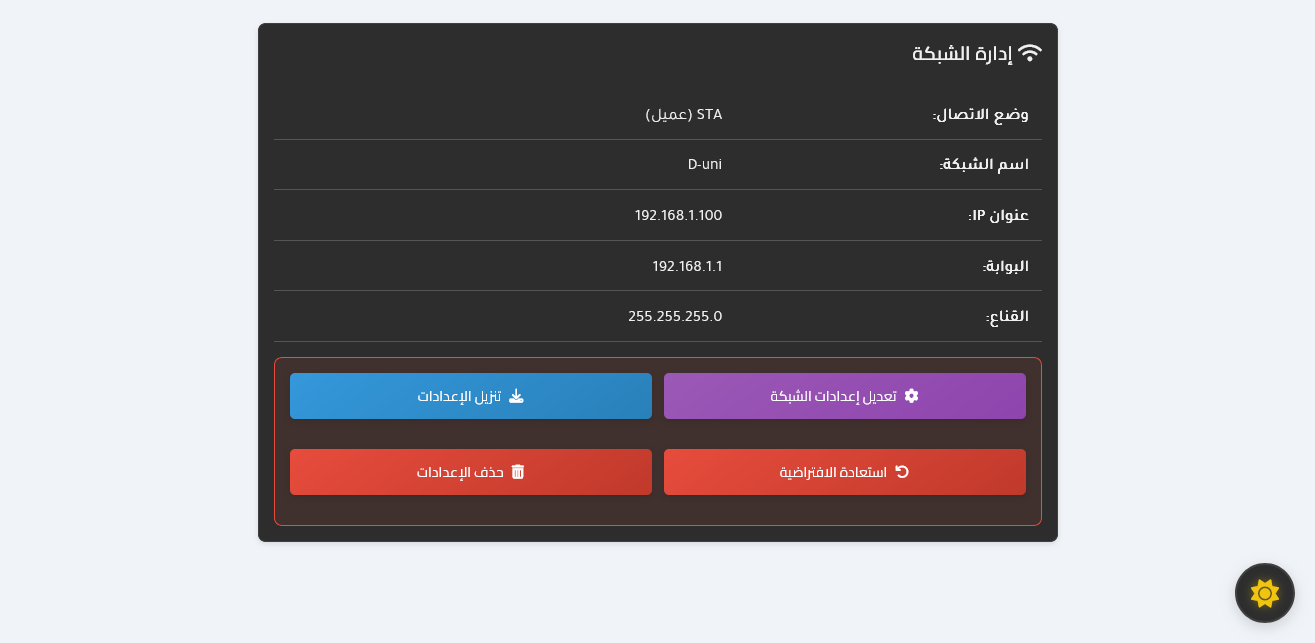 إدارة الشبكة
وضع الاتصال: STA (عميل)
اسم الشبكة: D-uni
عنوان IP: 192.168.1.100
البوابة: 192.168.1.1
القناع: 255.255.255.0
تعديل إعدادات الشبكة
تنزيل الإعدادات
استعادة الافتراضية
حذف الإعدادات